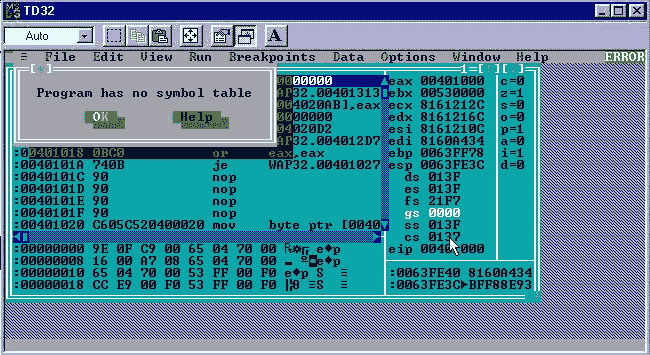 TD32
Auto
≡ File Edit View Run Breakpoints Data Options Window Help ERROR
Program has no symbol table
OK Help
000000
AP32.00401313
004020AB],eax
0000000
04020D2
AP32.004012D7
:00401018 0BC0 or eax,eax
:0040101A 740B je WAP32.00401027
:0040101C 90 nop
:0040101D 90 nop
:0040101E 90 nop
:0040101F 90 nop
:00401020 C605C520400020 mov byte ptr [0040
eax 00401000 c=0
ebx 00530000 z=1
ecx 8161212C s=0
edx 8161216C o=0
esi 8161210C p=1
edi 8160A434 a=0
ebp 0063FF78 i=1
esp 0063FE3C d=0
ds 013F
es 013F
fs 21F7
gs 0000
ss 013F
cs 0137
eip 00401000
:00000000 9E 0F C9 00 65 04 70 00
:00000008 16 00 A7 08 65 04 70 00
:00000010 65 04 70 00 53 FF 00 F0
:00000018 CC E9 00 F0 53 FF 00 F0
:0063FE40 8160A434
:0063FE3C►BFF88E93